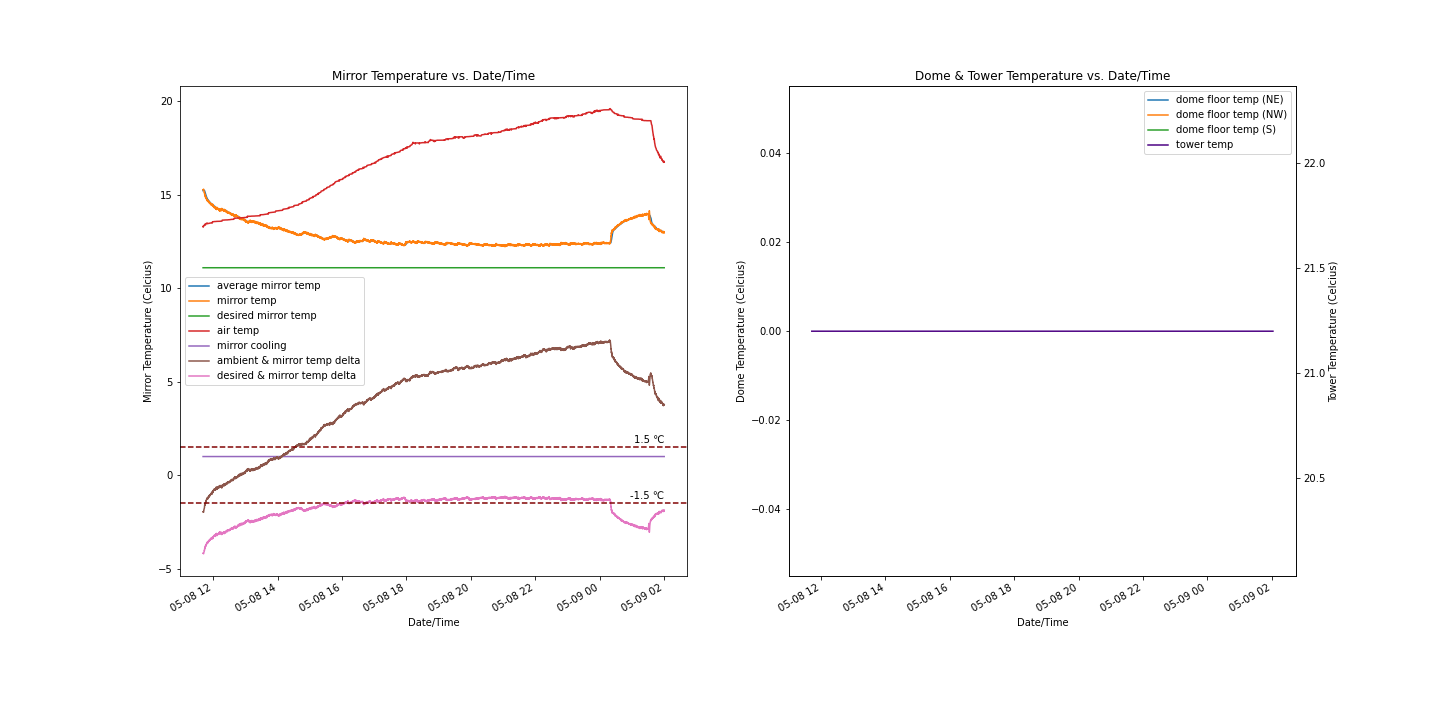 Mirror Temperature vs. Date/Time
Mirror Temperature (Celcius)
20
15
10
5
0
−5
average mirror temp
mirror temp
desired mirror temp
air temp
mirror cooling
ambient & mirror temp delta
desired & mirror temp delta
1.5 °C
-1.5 °C
05-08 12
05-08 14
05-08 16
05-08 18
05-08 20
05-08 22
05-09 00
05-09 02
Date/Time
Dome & Tower Temperature vs. Date/Time
Dome Temperature (Celcius)
0.04
0.02
0.00
−0.02
−0.04
dome floor temp (NE)
dome floor temp (NW)
dome floor temp (S)
tower temp
22.0
21.5
21.0
20.5
Tower Temperature (Celcius)
05-08 12
05-08 14
05-08 16
05-08 18
05-08 20
05-08 22
05-09 00
05-09 02
Date/Time